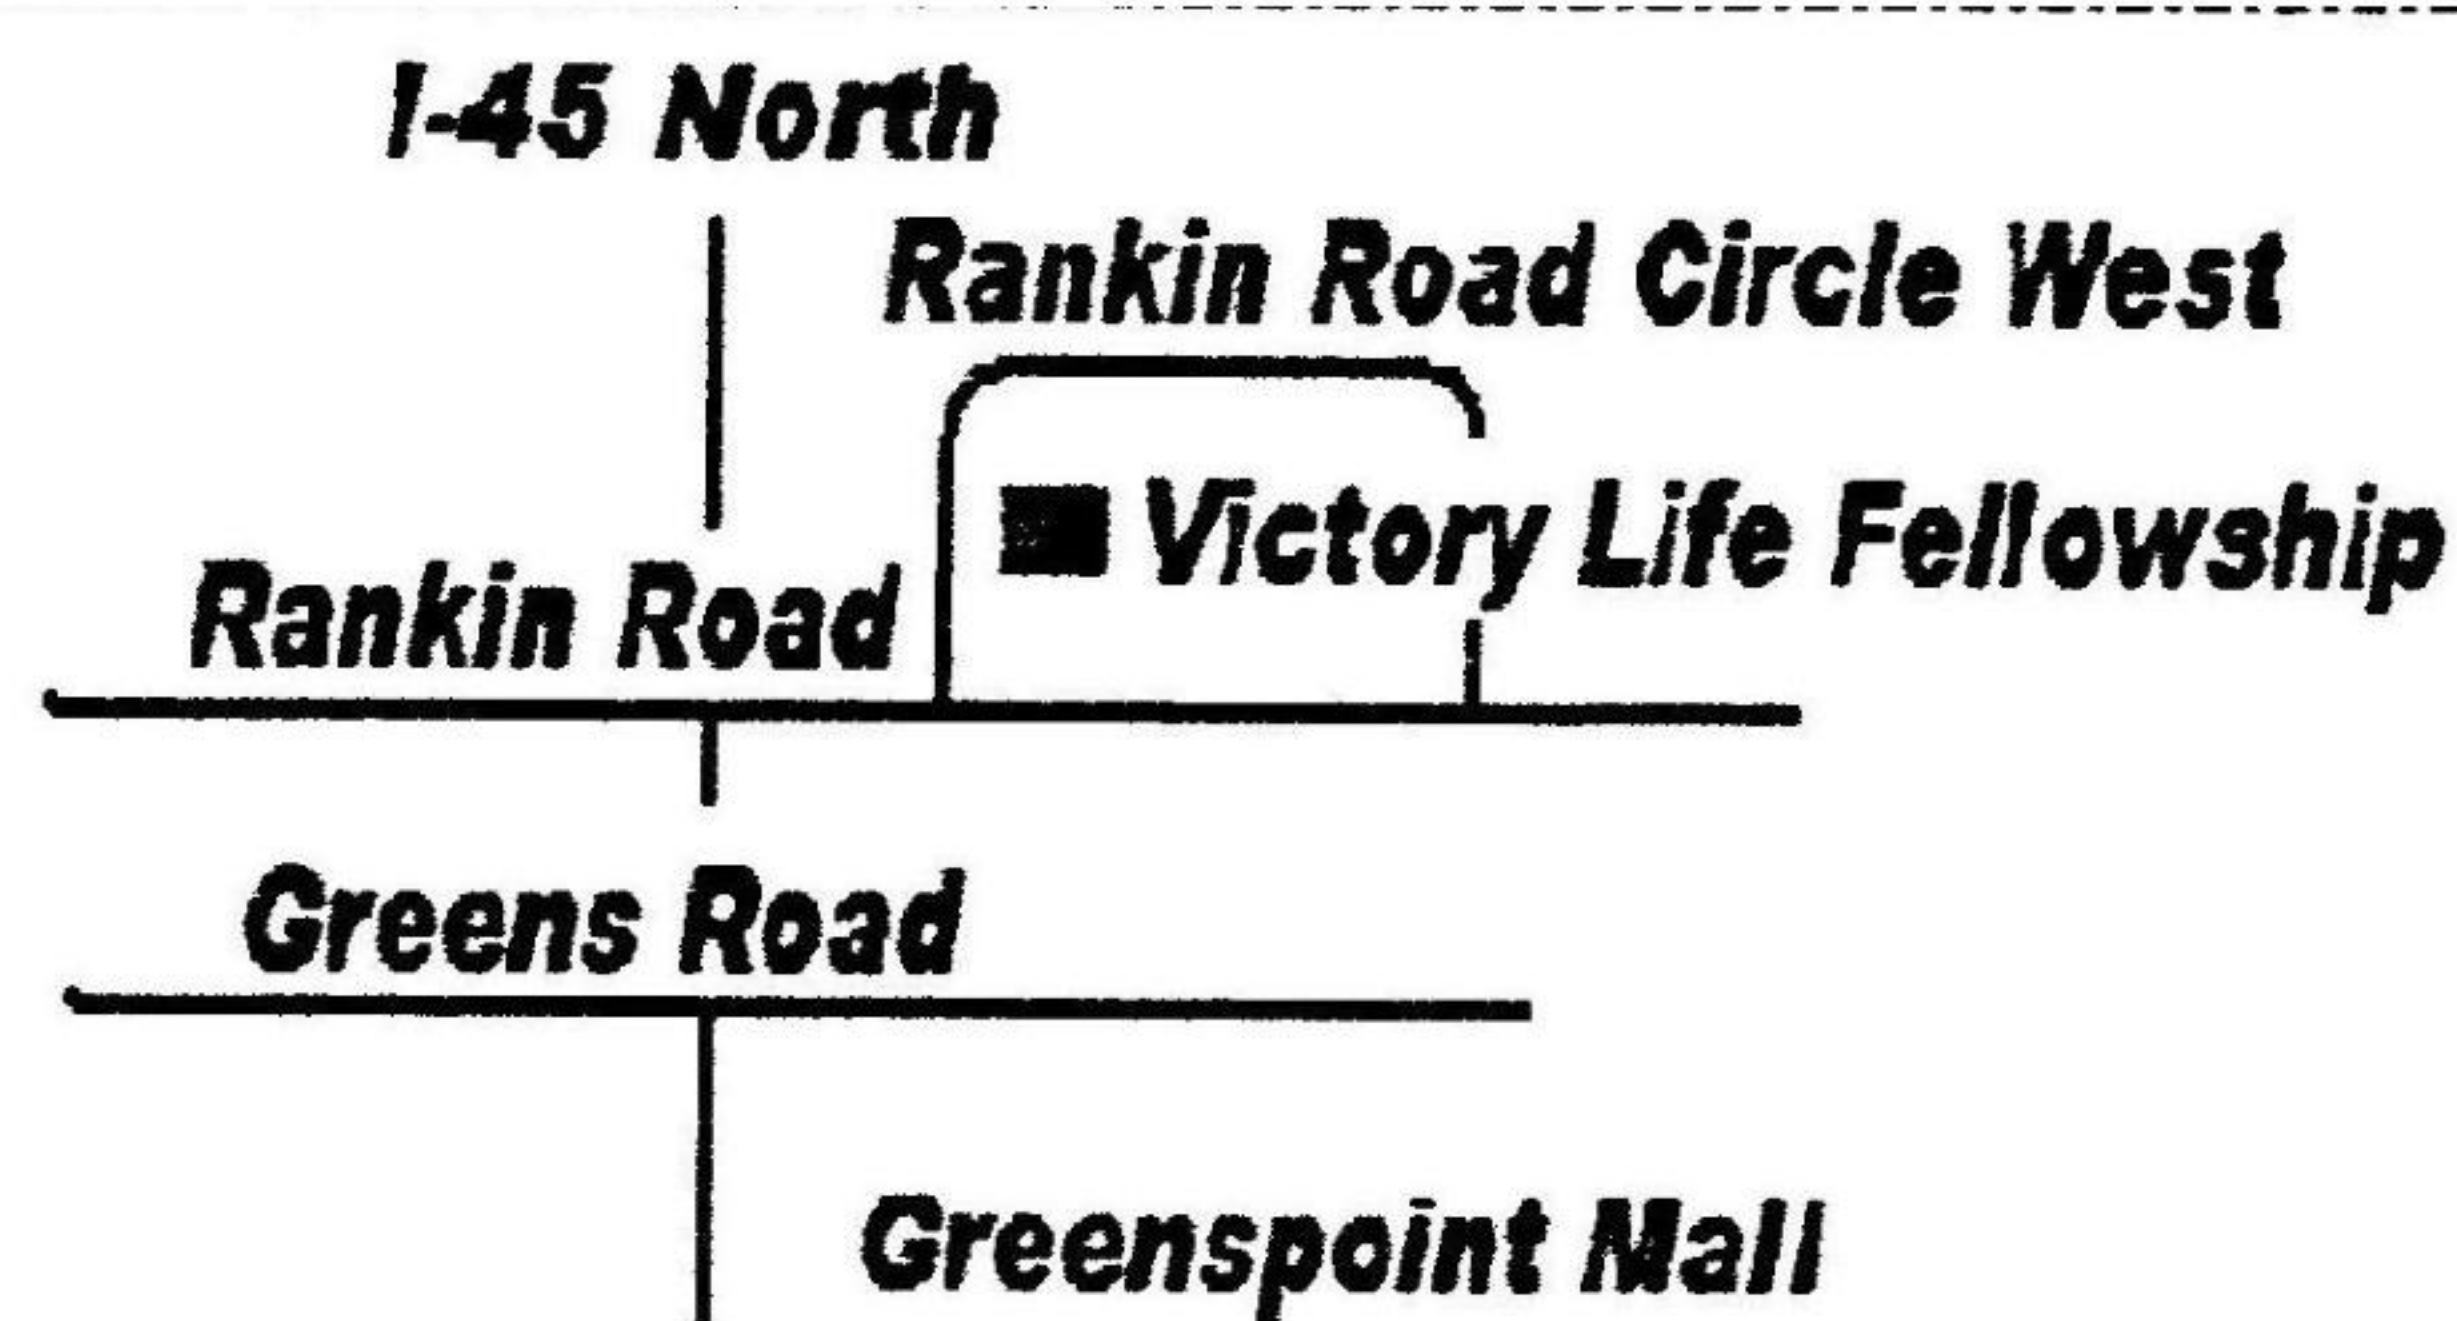 I-45 North
Rankin Road Circle West
Victory Life Fellowship
Rankin Road
Greens Road
Greenspoint Mall